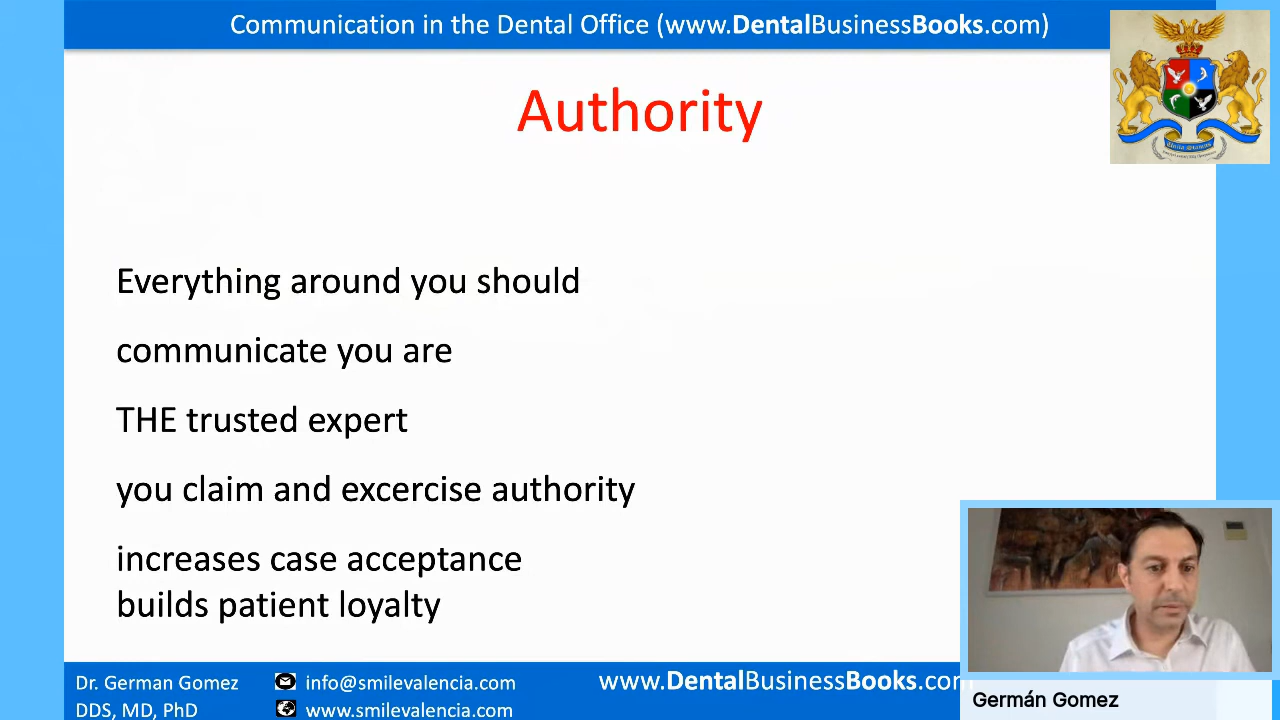 Communication in the Dental Office (www.DentalBusinessBooks.com)
Authority
Everything around you should
communicate you are
THE trusted expert
you claim and excercise authority
increases case acceptance
builds patient loyalty
Dr. German Gomez
DDS, MD, PhD
info@smilevalencia.com
www.smilevalencia.com
www.DentalBusinessBooks.com
Germán Gomez